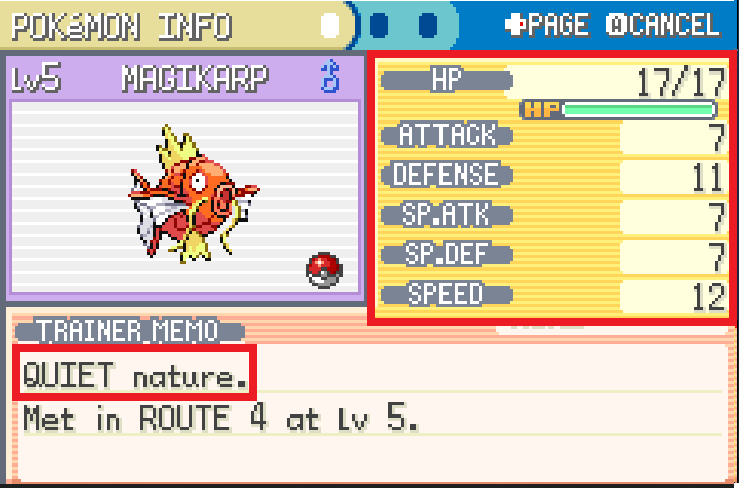 POKéMON INFO
PAGE CANCEL
Lv5 MAGIKARP ♂
HP 17/17
HP
ATTACK 7
DEFENSE 11
SP.ATK 7
SP.DEF 7
SPEED 12
TRAINER MEMO
QUIET nature.
Met in ROUTE 4 at Lv 5.